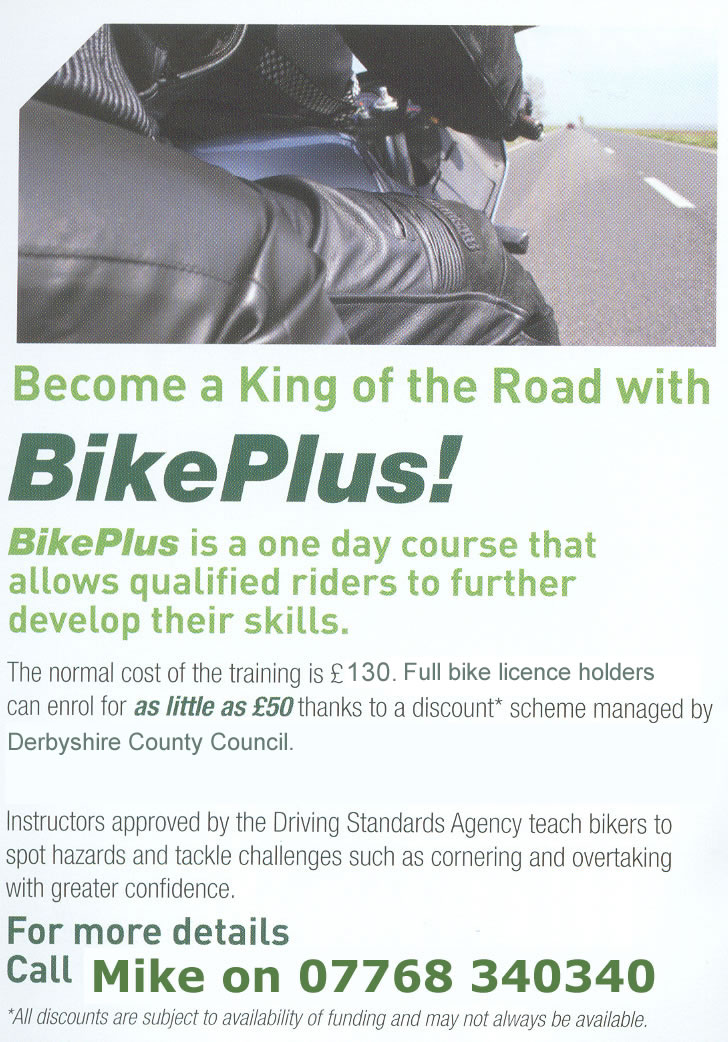 Become a King of the Road with
BikePlus!
BikePlus is a one day course that
allows qualified riders to further
develop their skills.
The normal cost of the training is £130. Full bike licence holders
can enrol for as little as £50 thanks to a discount* scheme managed by
Derbyshire County Council.
Instructors approved by the Driving Standards Agency teach bikers to
spot hazards and tackle challenges such as cornering and overtaking
with greater confidence.
For more details
Call Mike on 07768 340340
*All discounts are subject to availability of funding and may not always be available.